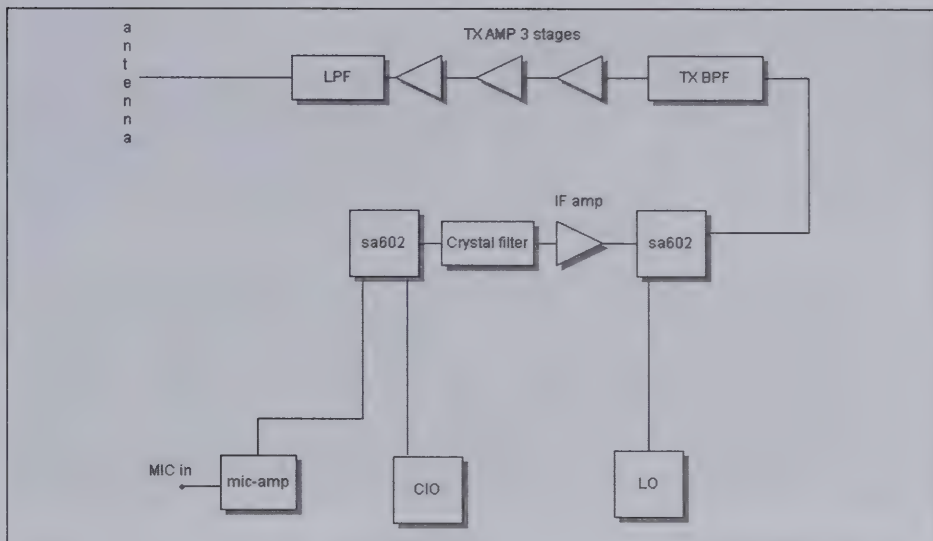 antenna
TX AMP 3 stages
LPF
TX BPF
IF amp
sa602
Crystal filter
sa602
MIC in
mic-amp
CIO
LO